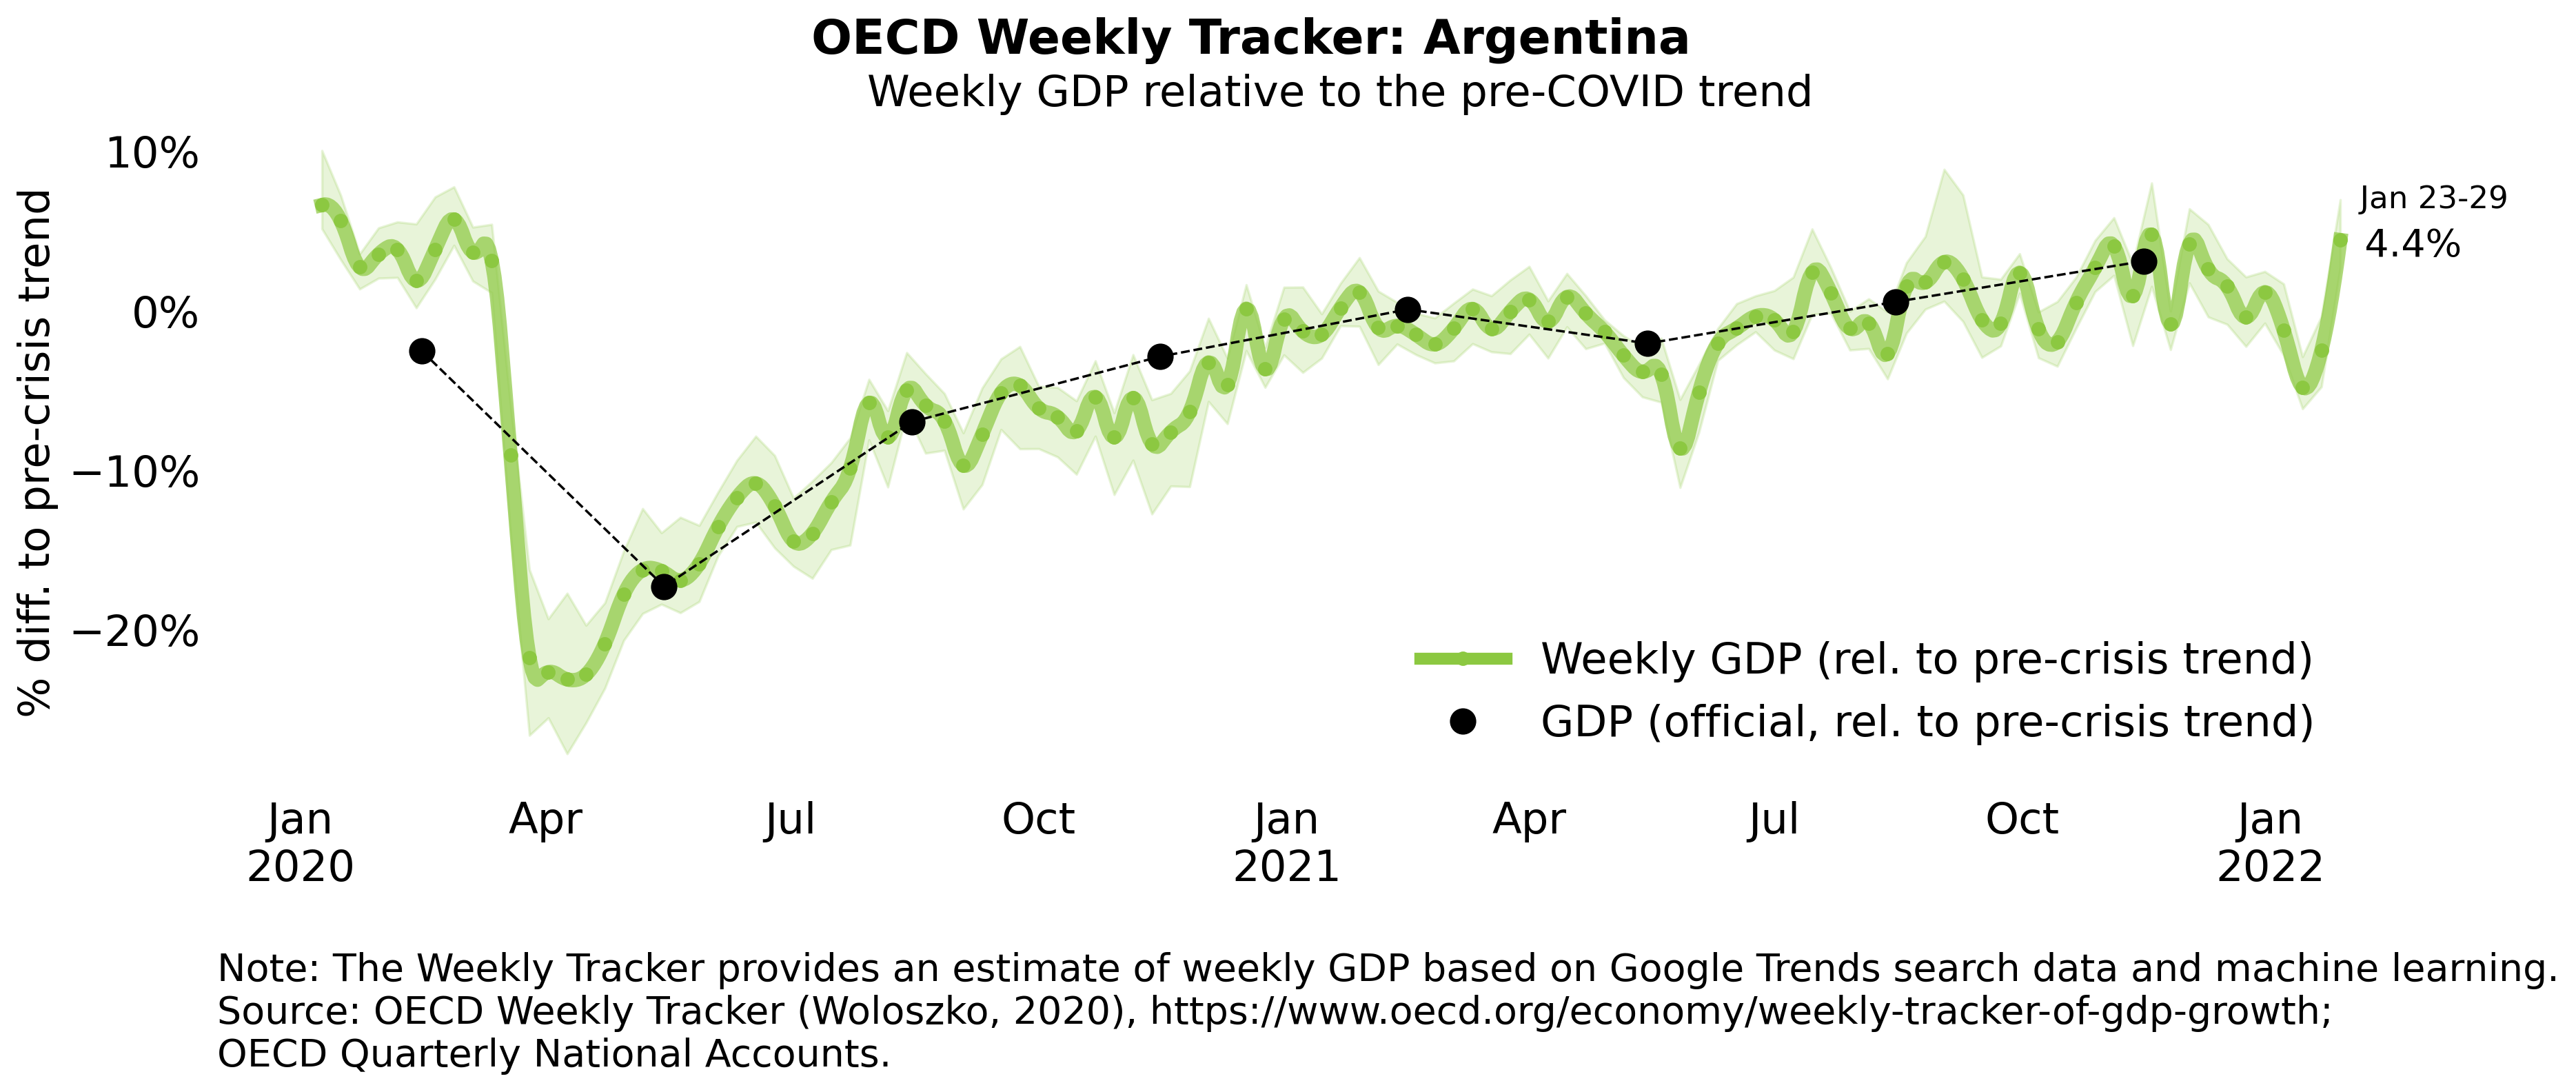 OECD Weekly Tracker: Argentina
Weekly GDP relative to the pre-COVID trend
% diff. to pre-crisis trend
10%
0%
−10%
−20%
Jan 23-29
4.4%
Weekly GDP (rel. to pre-crisis trend)
GDP (official, rel. to pre-crisis trend)
Jan Apr Jul Oct Jan Apr Jul Oct Jan
2020 2021 2022
Note: The Weekly Tracker provides an estimate of weekly GDP based on Google Trends search data and machine learning.
Source: OECD Weekly Tracker (Woloszko, 2020), https://www.oecd.org/economy/weekly-tracker-of-gdp-growth;
OECD Quarterly National Accounts.